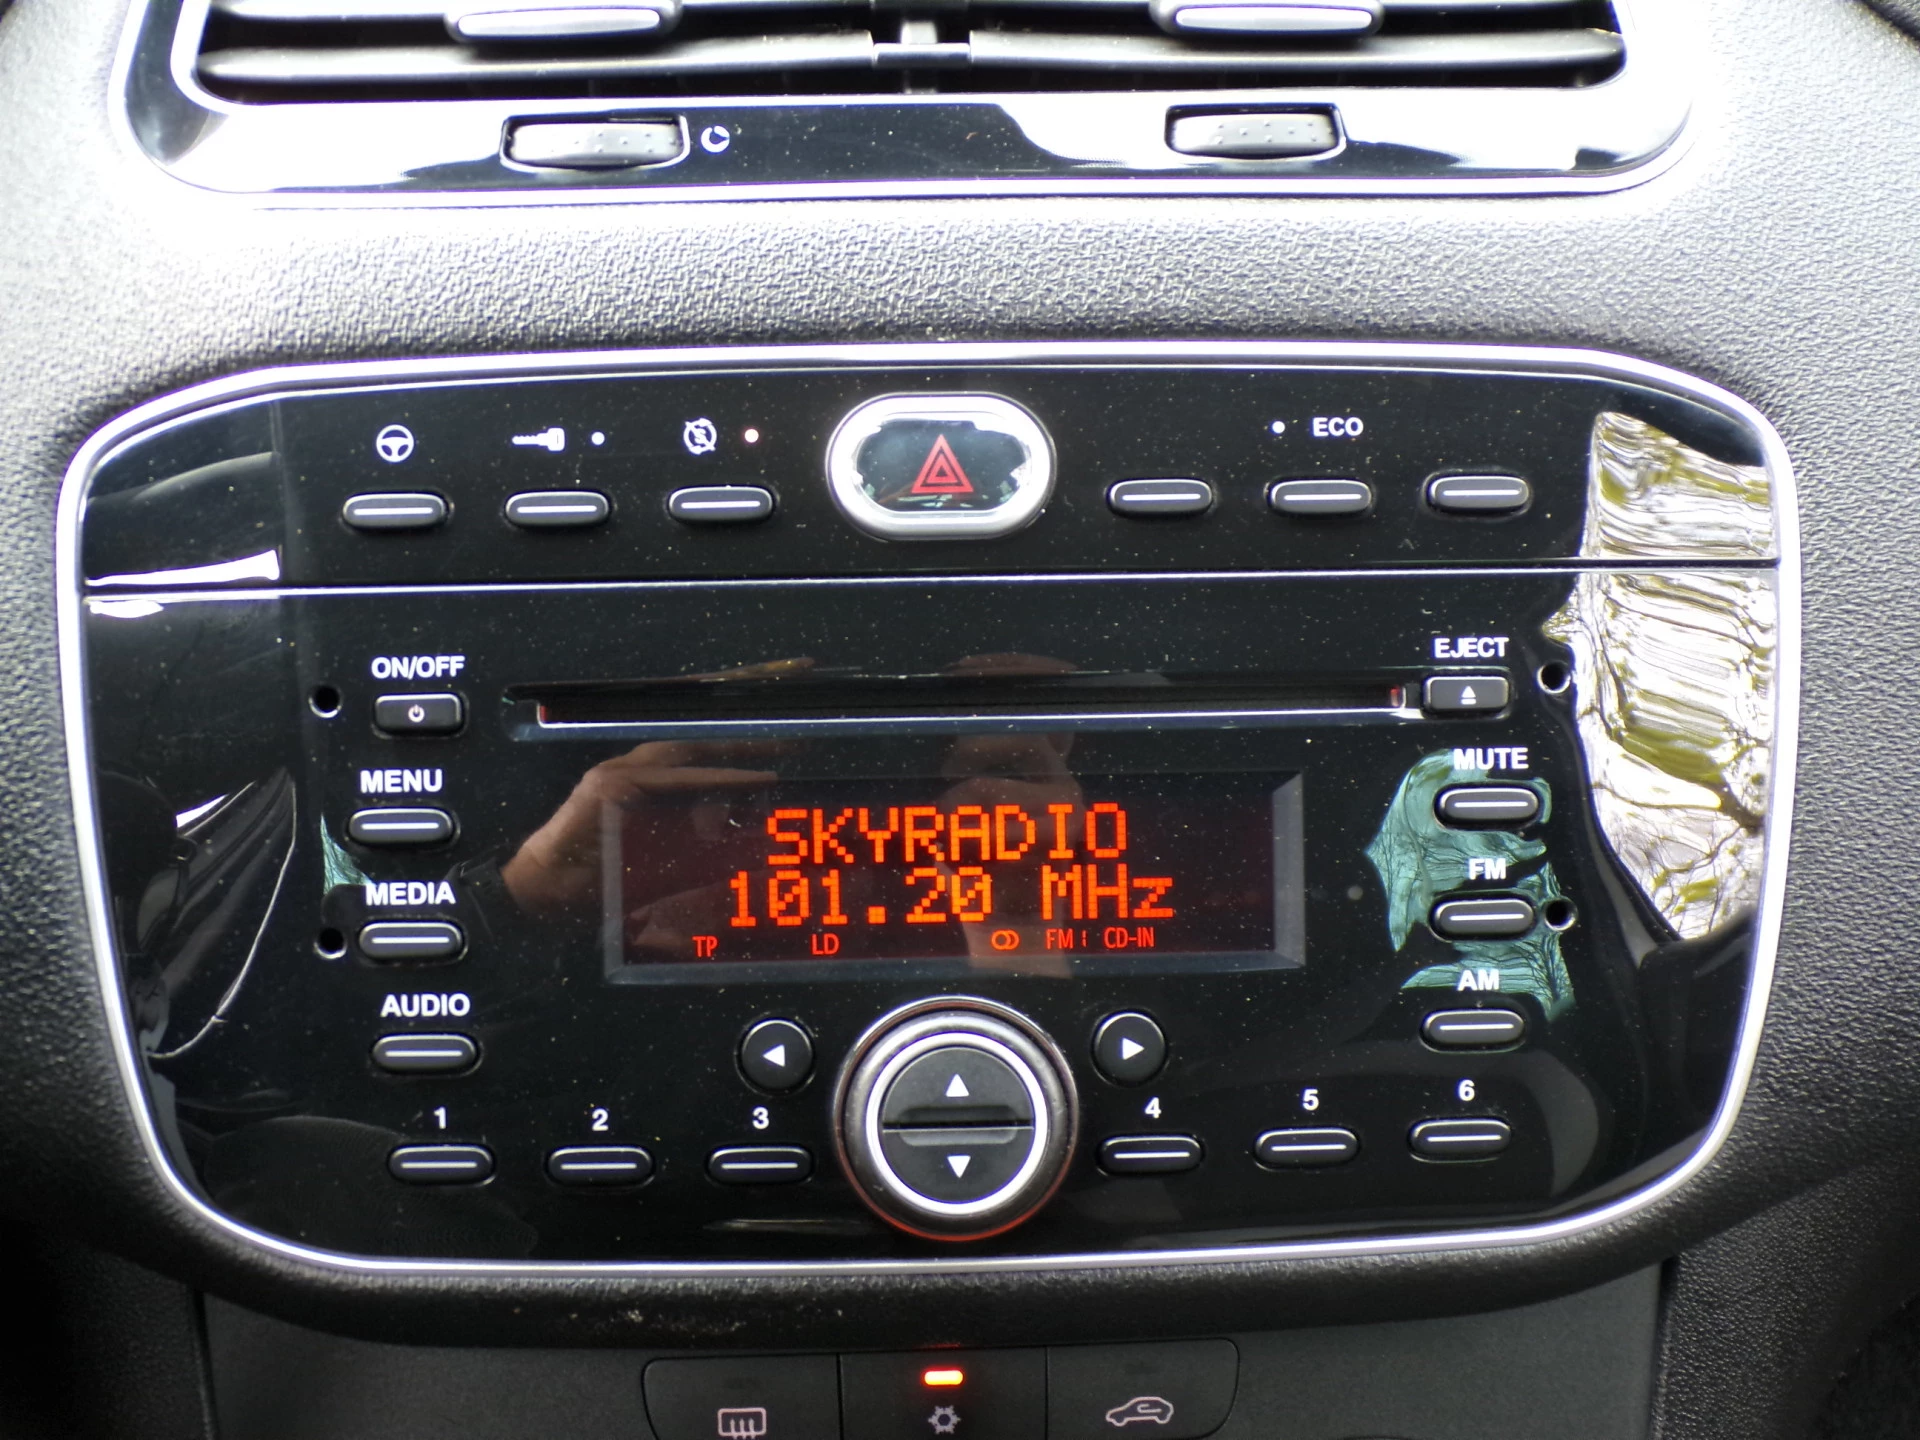 ECO
ON/OFF
EJECT
MENU
MUTE
SKYRADIO
101.20 MHz
TP LD FM CD-IN
MEDIA
FM
AUDIO
AM
1 2 3 4 5 6